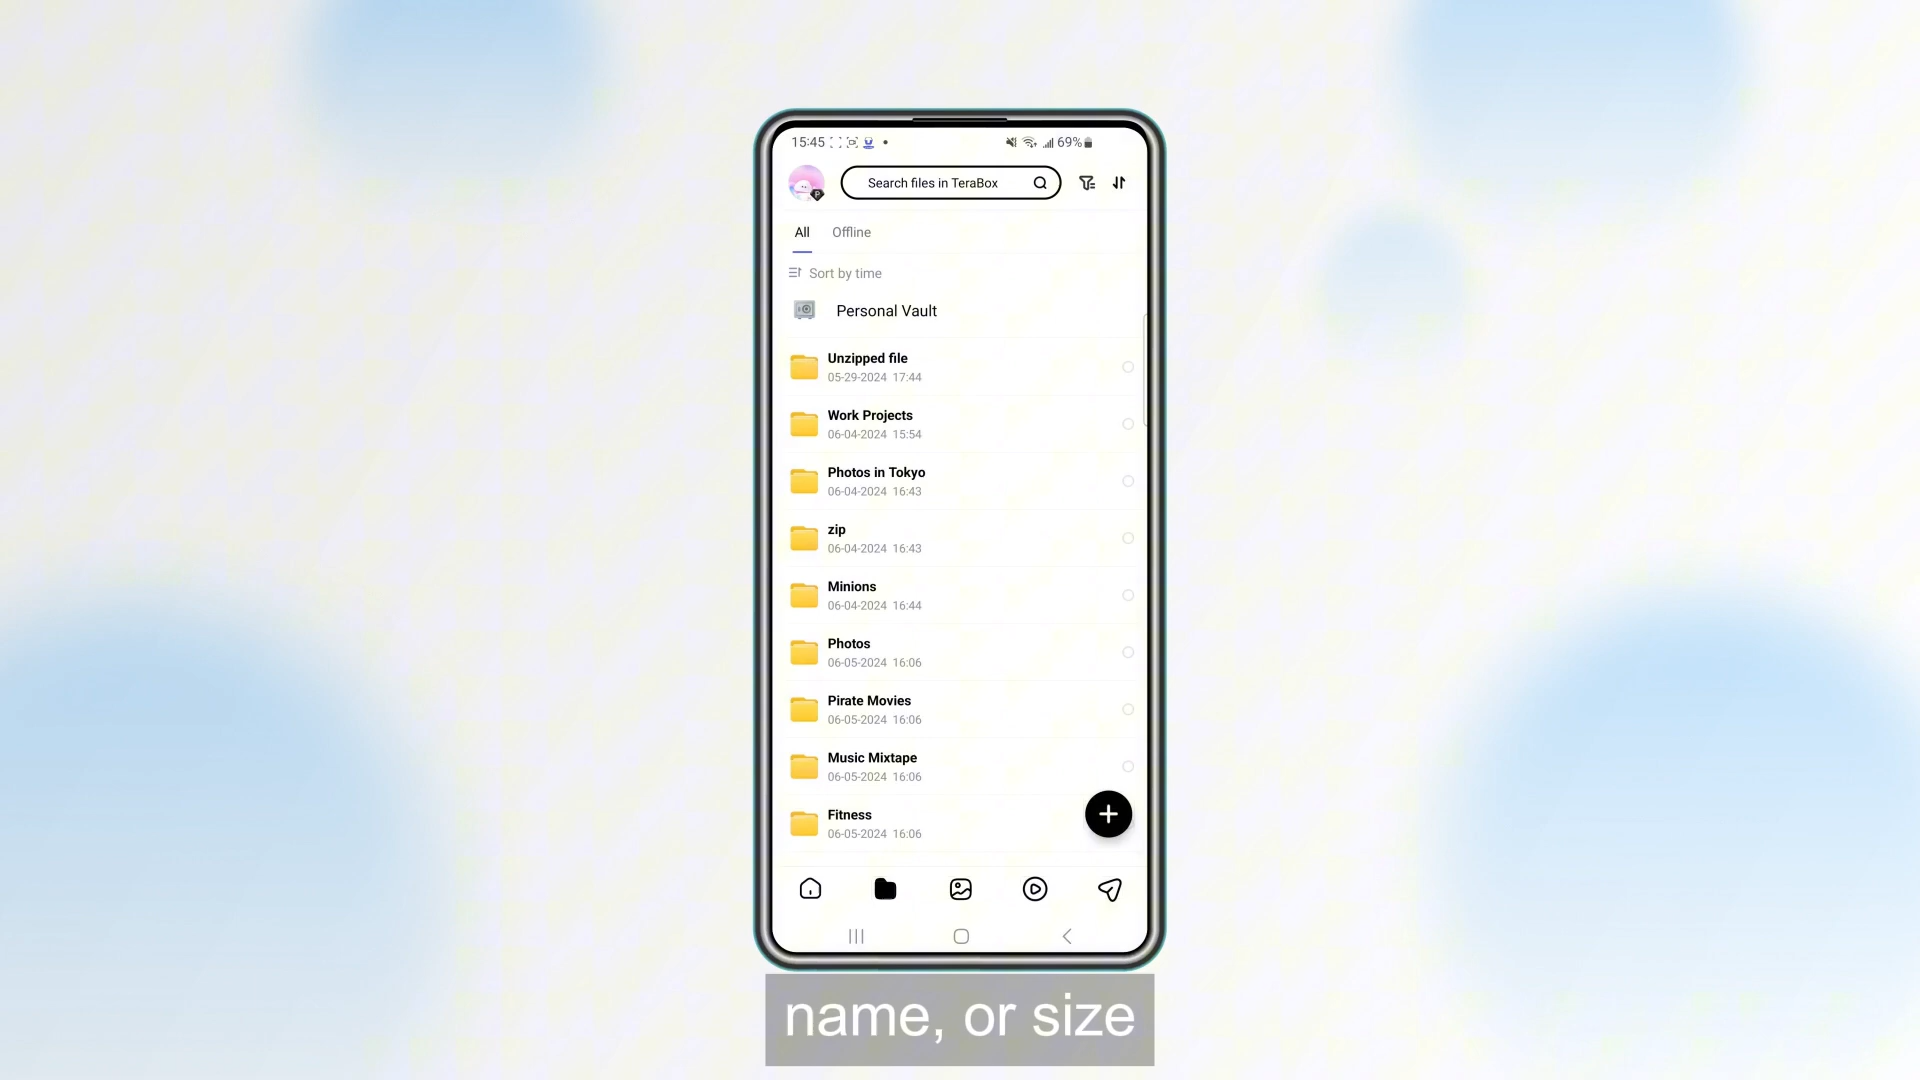 15:45
69%
Search files in TeraBox
All
Offline
Sort by time
Personal Vault
Unzipped file
05-29-2024 17:44
Work Projects
06-04-2024 15:54
Photos in Tokyo
06-04-2024 16:43
zip
06-04-2024 16:43
Minions
06-04-2024 16:44
Photos
06-05-2024 16:06
Pirate Movies
06-05-2024 16:06
Music Mixtape
06-05-2024 16:06
Fitness
06-05-2024 16:06
name, or size